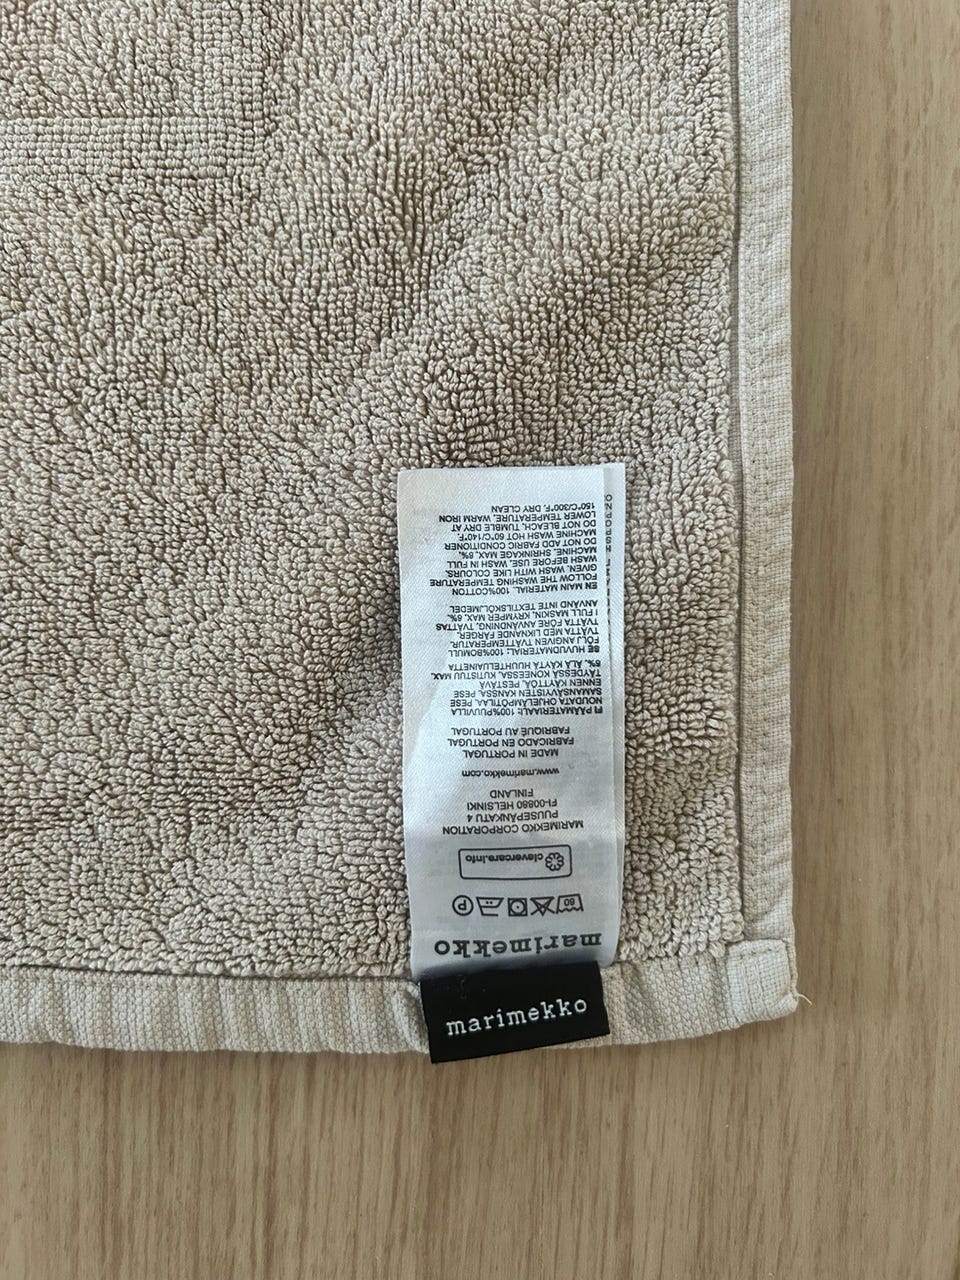 marimekko
60 P
clevercare.info
MARIMEKKO CORPORATION
PUUSEPÄNKATU 4
FI-00880 HELSINKI
FINLAND
www.marimekko.com
MADE IN PORTUGAL
FABRICADO EN PORTUGAL
FABRIQUÉ AU PORTUGAL
FI PÄÄMATERIAALI: 100%PUUVILLA
NOUDATA OHJELÄMPÖTILAA, PESE
SAMANSÄVYISTEN KANSSA, PESE
ENNEN KÄYTTÖÄ, PESTÄVÄ
TÄYDESSÄ KONEESSA, KUTISTUU MAX.
6%, ÄLÄ KÄYTÄ HUUHTELUAINETTA
SE HUVUDMATERIAL: 100%BOMULL
FÖLJ ANGIVEN TVÄTTEMPERATUR,
TVÄTTA MED LIKNANDE FÄRGER,
TVÄTTAS FÖRE ANVÄNDNING, TVÄTTAS
I FULL MASKIN, KRYMPER MAX. 6%,
ANVÄND INTE TEXTILSKÖLJMEDEL
EN MAIN MATERIAL: 100%COTTON
FOLLOW THE WASHING TEMPERATURE
GIVEN, WASH WITH LIKE COLOURS,
WASH BEFORE USE, WASH IN FULL
MACHINE, SHRINKAGE MAX. 6%,
DO NOT ADD FABRIC CONDITIONER
MACHINE WASH HOT 60°C/140°F,
DO NOT BLEACH, TUMBLE DRY AT
LOWER TEMPERATURE, WARM IRON
150°C/300°F, DRY CLEAN
marimekko